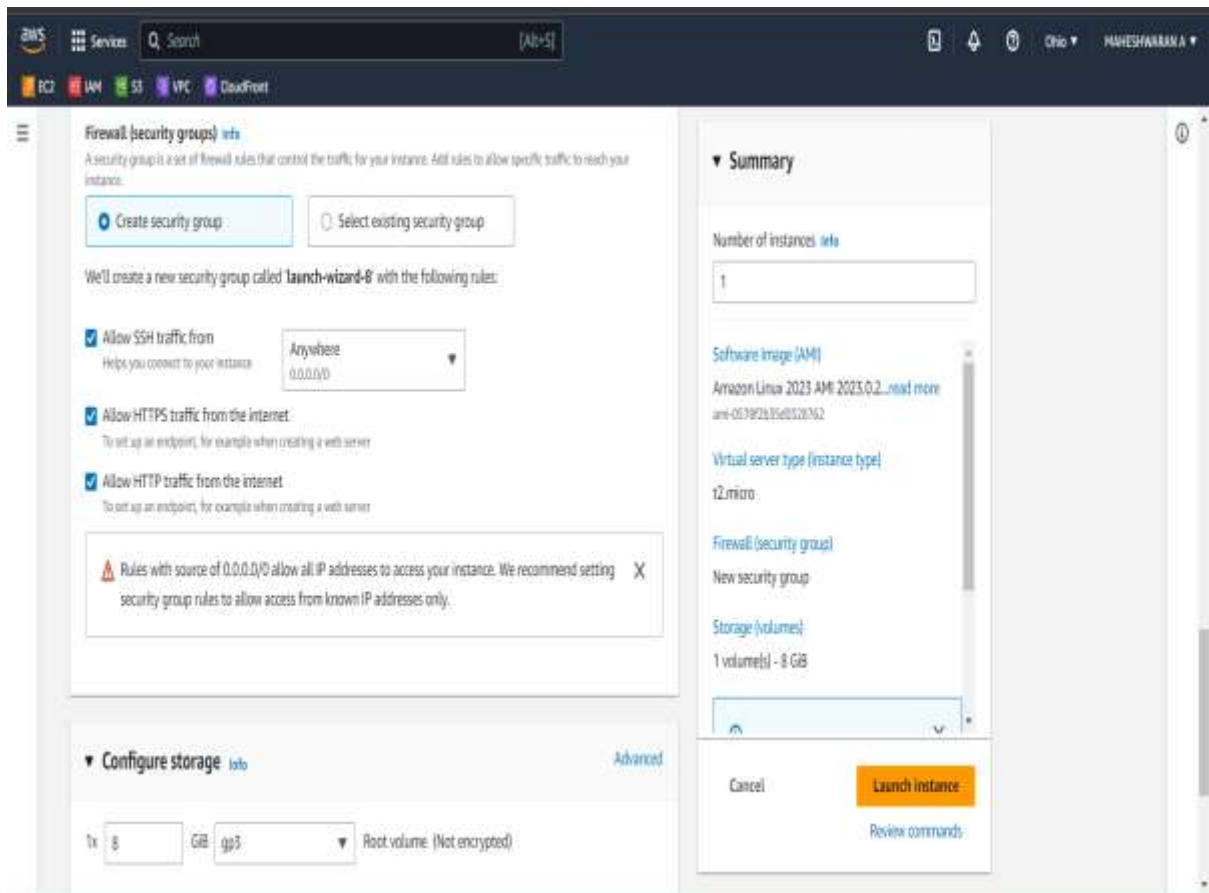 aws
Services
Search
[Alt+S]
Ohio
MAHESHWARAN A
EC2
IAM
S3
VPC
CloudFront
Firewall (security groups) Info
A security group is a set of firewall rules that control the traffic for your instance. Add rules to allow specific traffic to reach your
instance.
Create security group
Select existing security group
We'll create a new security group called 'launch-wizard-8' with the following rules:
Allow SSH traffic from
Helps you connect to your instance
Anywhere
0.0.0.0/0
Allow HTTPS traffic from the internet
To set up an endpoint, for example when creating a web server
Allow HTTP traffic from the internet
To set up an endpoint, for example when creating a web server
Rules with source of 0.0.0.0/0 allow all IP addresses to access your instance. We recommend setting
security group rules to allow access from known IP addresses only.
Configure storage Info
Advanced
1x
8
GiB
gp3
Root volume (Not encrypted)
Summary
Number of instances Info
1
Software Image (AMI)
Amazon Linux 2023 AMI 2023.0.2...read more
Virtual server type (instance type)
t2.micro
Firewall (security group)
New security group
Storage (volumes)
1 volume(s) - 8 GiB
Cancel
Launch instance
Review commands